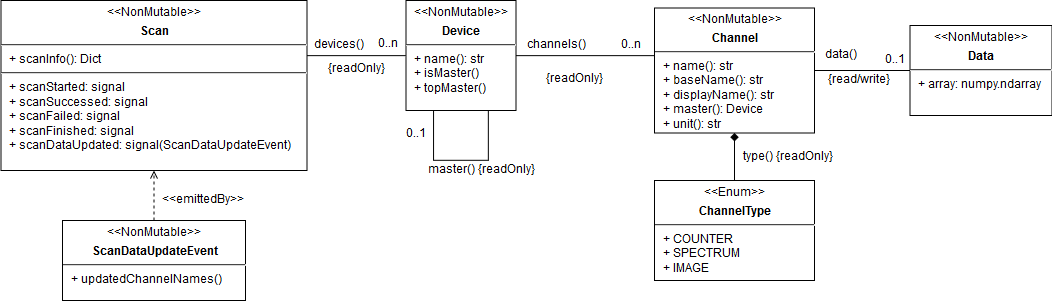 <<NonMutable>>
Scan
+ scanInfo(): Dict
+ scanStarted: signal
+ scanSuccessed: signal
+ scanFailed: signal
+ scanFinished: signal
+ scanDataUpdated: signal(ScanDataUpdateEvent)
devices()
0..n
{readOnly}
<<NonMutable>>
Device
+ name(): str
+ isMaster()
+ topMaster()
0..1
master() {readOnly}
channels()
0..n
{readOnly}
<<NonMutable>>
Channel
+ name(): str
+ baseName(): str
+ displayName(): str
+ master(): Device
+ unit(): str
data()
0..1
{read/write}
<<NonMutable>>
Data
+ array: numpy.ndarray
type() {readOnly}
<<Enum>>
ChannelType
+ COUNTER
+ SPECTRUM
+ IMAGE
<<emittedBy>>
<<NonMutable>>
ScanDataUpdateEvent
+ updatedChannelNames()